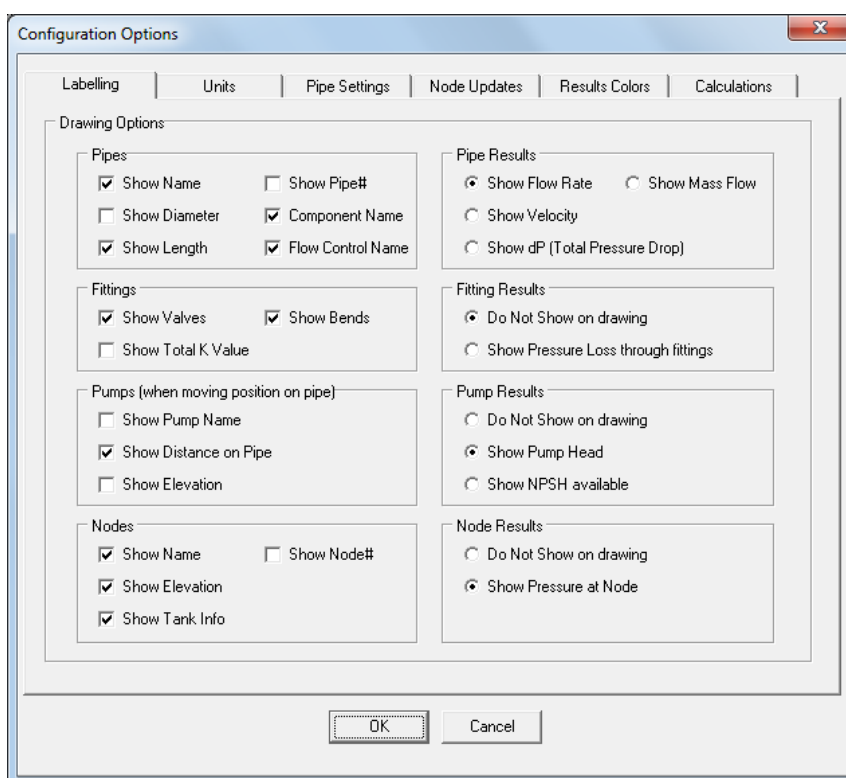 Configuration Options
Labelling Units Pipe Settings Node Updates Results Colors Calculations
Drawing Options
Pipes
Show Name Show Pipe#
Show Diameter Component Name
Show Length Flow Control Name
Pipe Results
Show Flow Rate Show Mass Flow
Show Velocity
Show dP (Total Pressure Drop)
Fittings
Show Valves Show Bends
Show Total K Value
Fitting Results
Do Not Show on drawing
Show Pressure Loss through fittings
Pumps (when moving position on pipe)
Show Pump Name
Show Distance on Pipe
Show Elevation
Pump Results
Do Not Show on drawing
Show Pump Head
Show NPSH available
Nodes
Show Name Show Node#
Show Elevation
Show Tank Info
Node Results
Do Not Show on drawing
Show Pressure at Node
OK Cancel